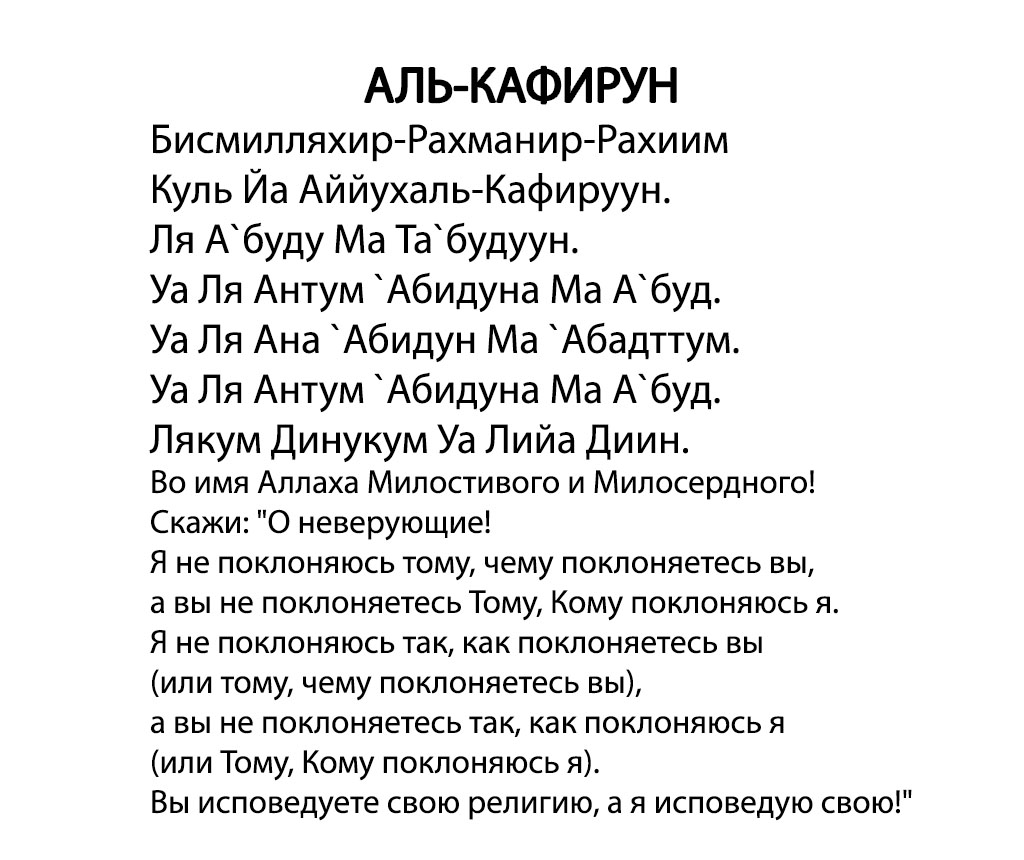 АЛЬ-КАФИРУН
Бисмилляхир-Рахманир-Рахиим
Куль Йа Аййухаль-Кафируун.
Ля А`буду Ма Та`будуун.
Уа Ля Антум `Абидуна Ма А`буд.
Уа Ля Ана `Абидун Ма `Абадттум.
Уа Ля Антум `Абидуна Ма А`буд.
Лякум Динукум Уа Лийа Диин.
Во имя Аллаха Милостивого и Милосердного!
Скажи: "О неверующие!
Я не поклоняюсь тому, чему поклоняетесь вы,
а вы не поклоняетесь Тому, Кому поклоняюсь я.
Я не поклоняюсь так, как поклоняетесь вы
(или тому, чему поклоняетесь вы),
а вы не поклоняетесь так, как поклоняюсь я
(или Тому, Кому поклоняюсь я).
Вы исповедуете свою религию, а я исповедую свою!"